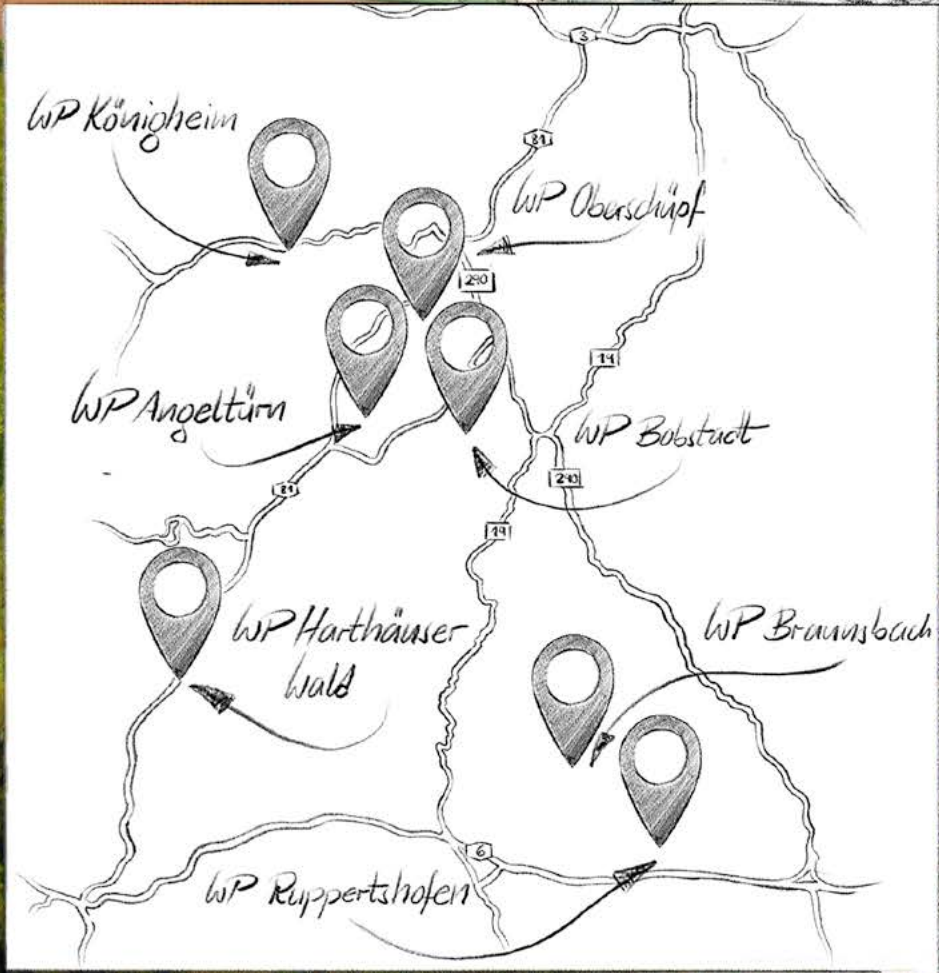 3
WP Königheim
81
WP Oberschüpf
290
14
WP Angeltürn
WP Bobstadt
81
290
19
WP Harthäuser
Wald
WP Braunsbach
6
WP Ruppertshofen